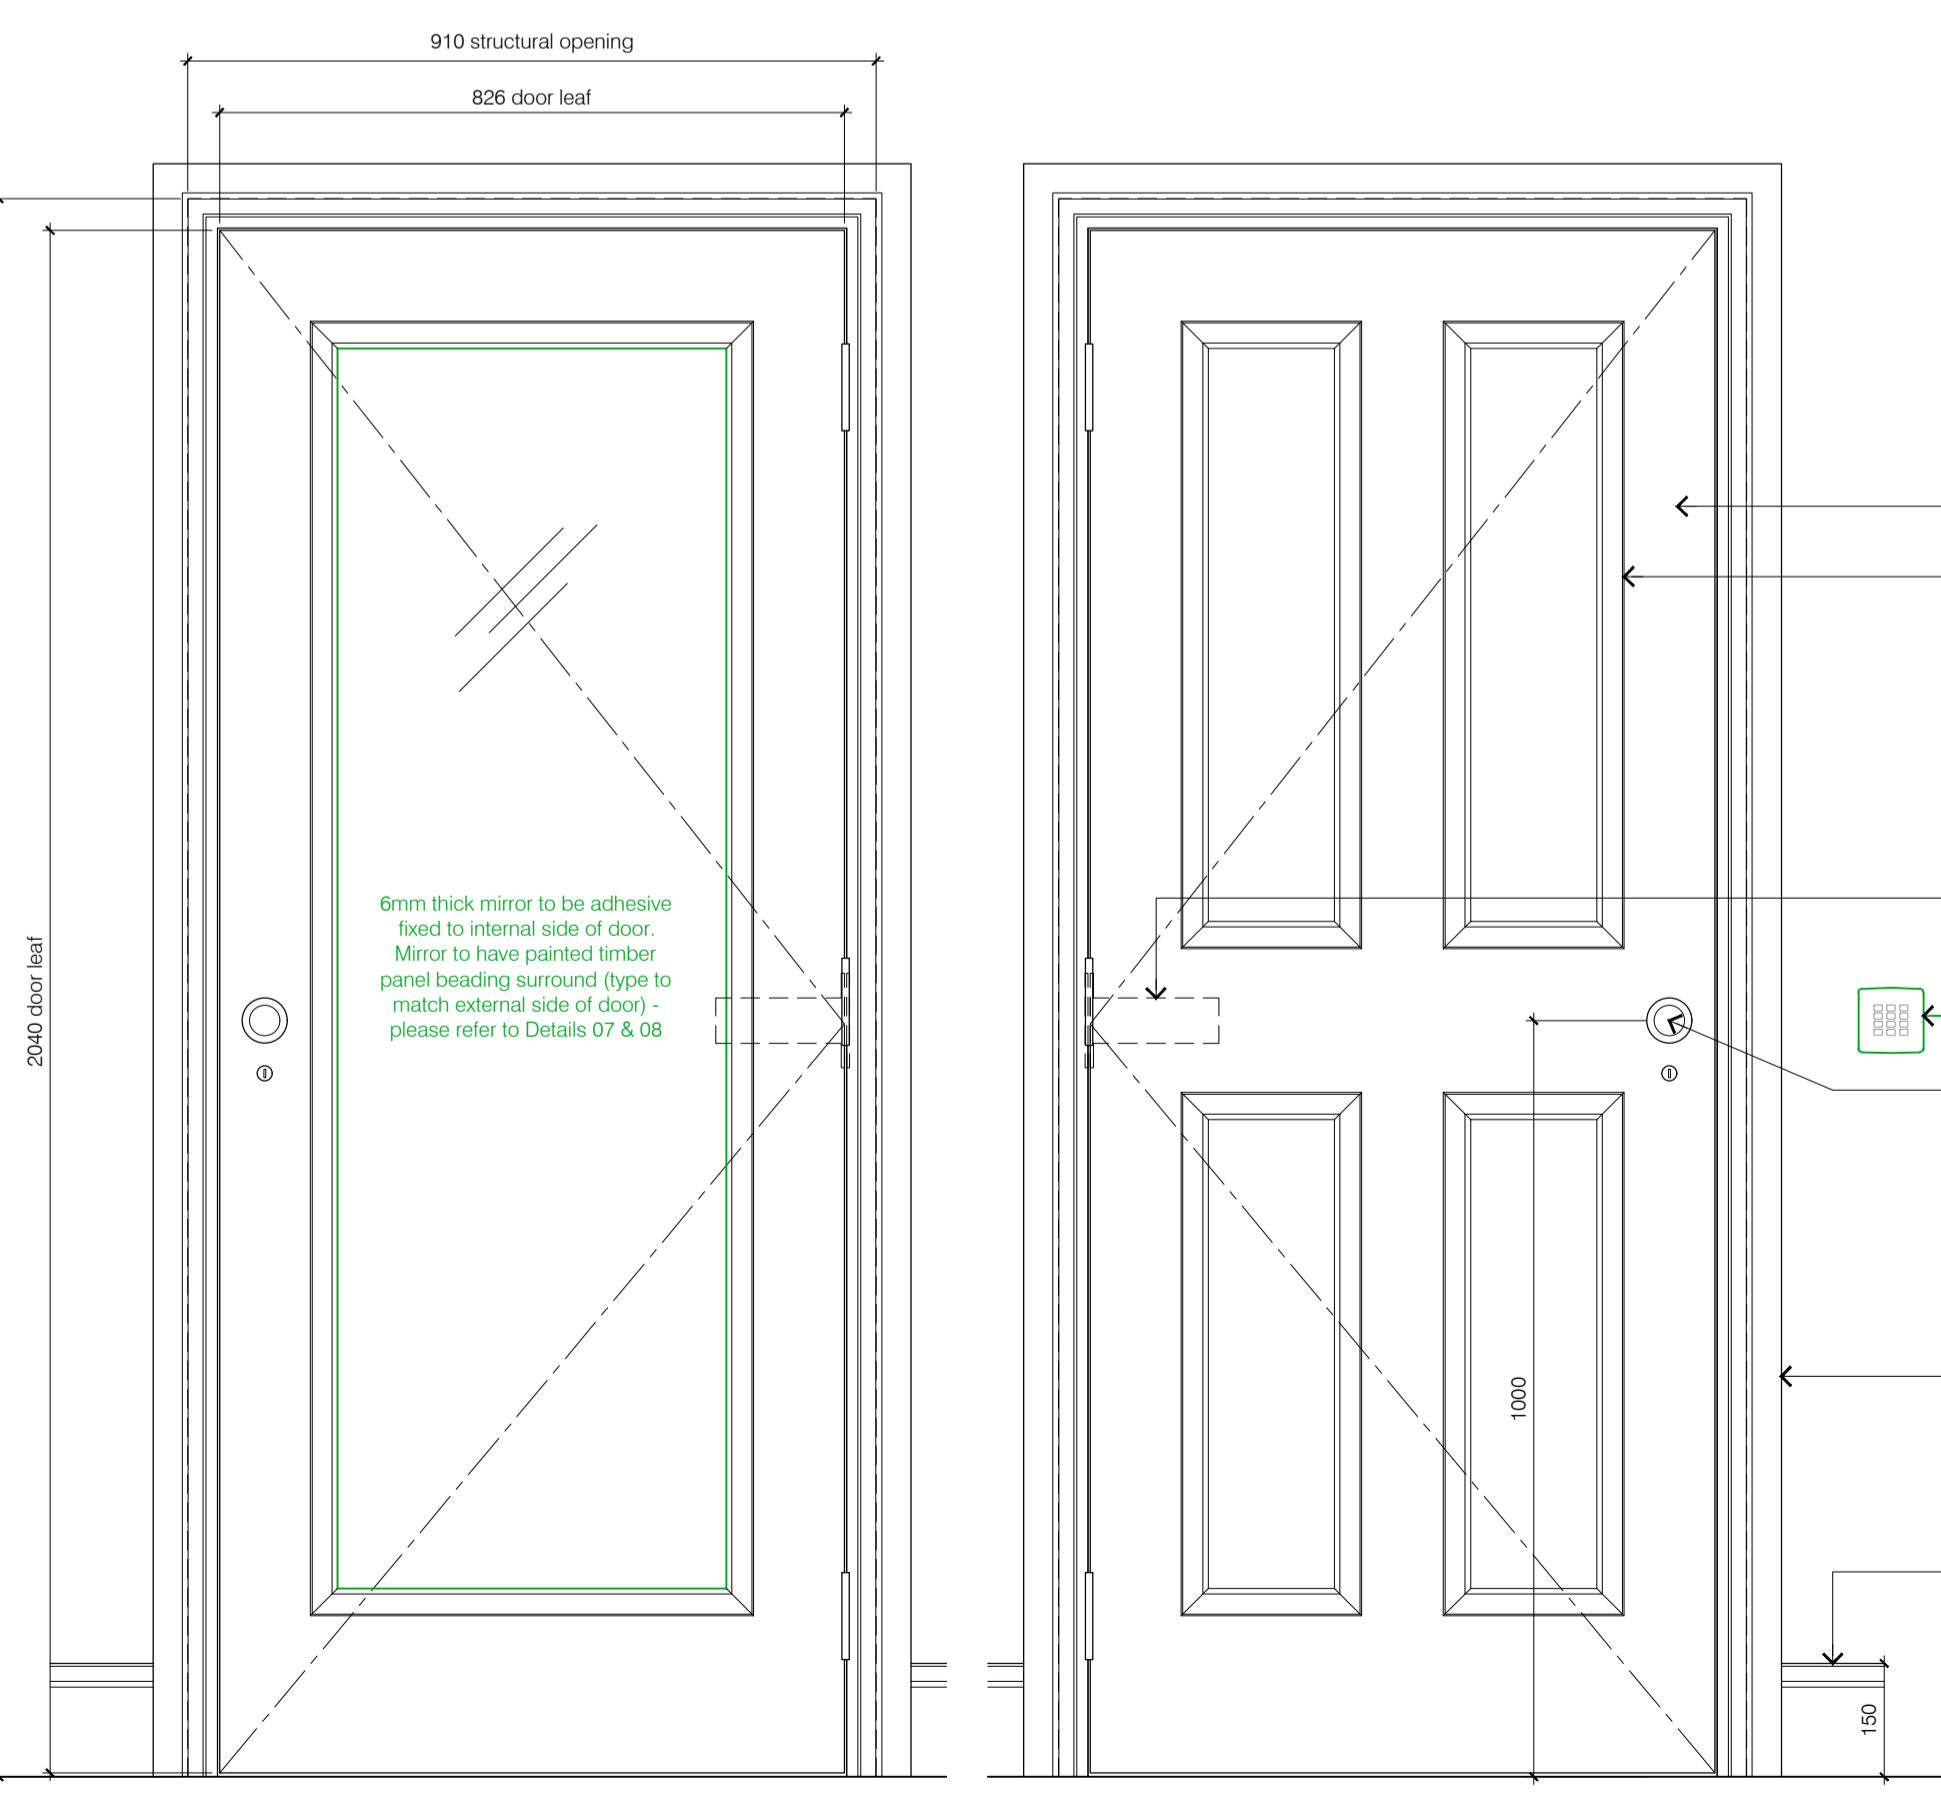 910 structural opening
826 door leaf
2040 door leaf
6mm thick mirror to be adhesive
fixed to internal side of door.
Mirror to have painted timber
panel beading surround (type to
match external side of door) -
please refer to Details 07 & 08
1000
150